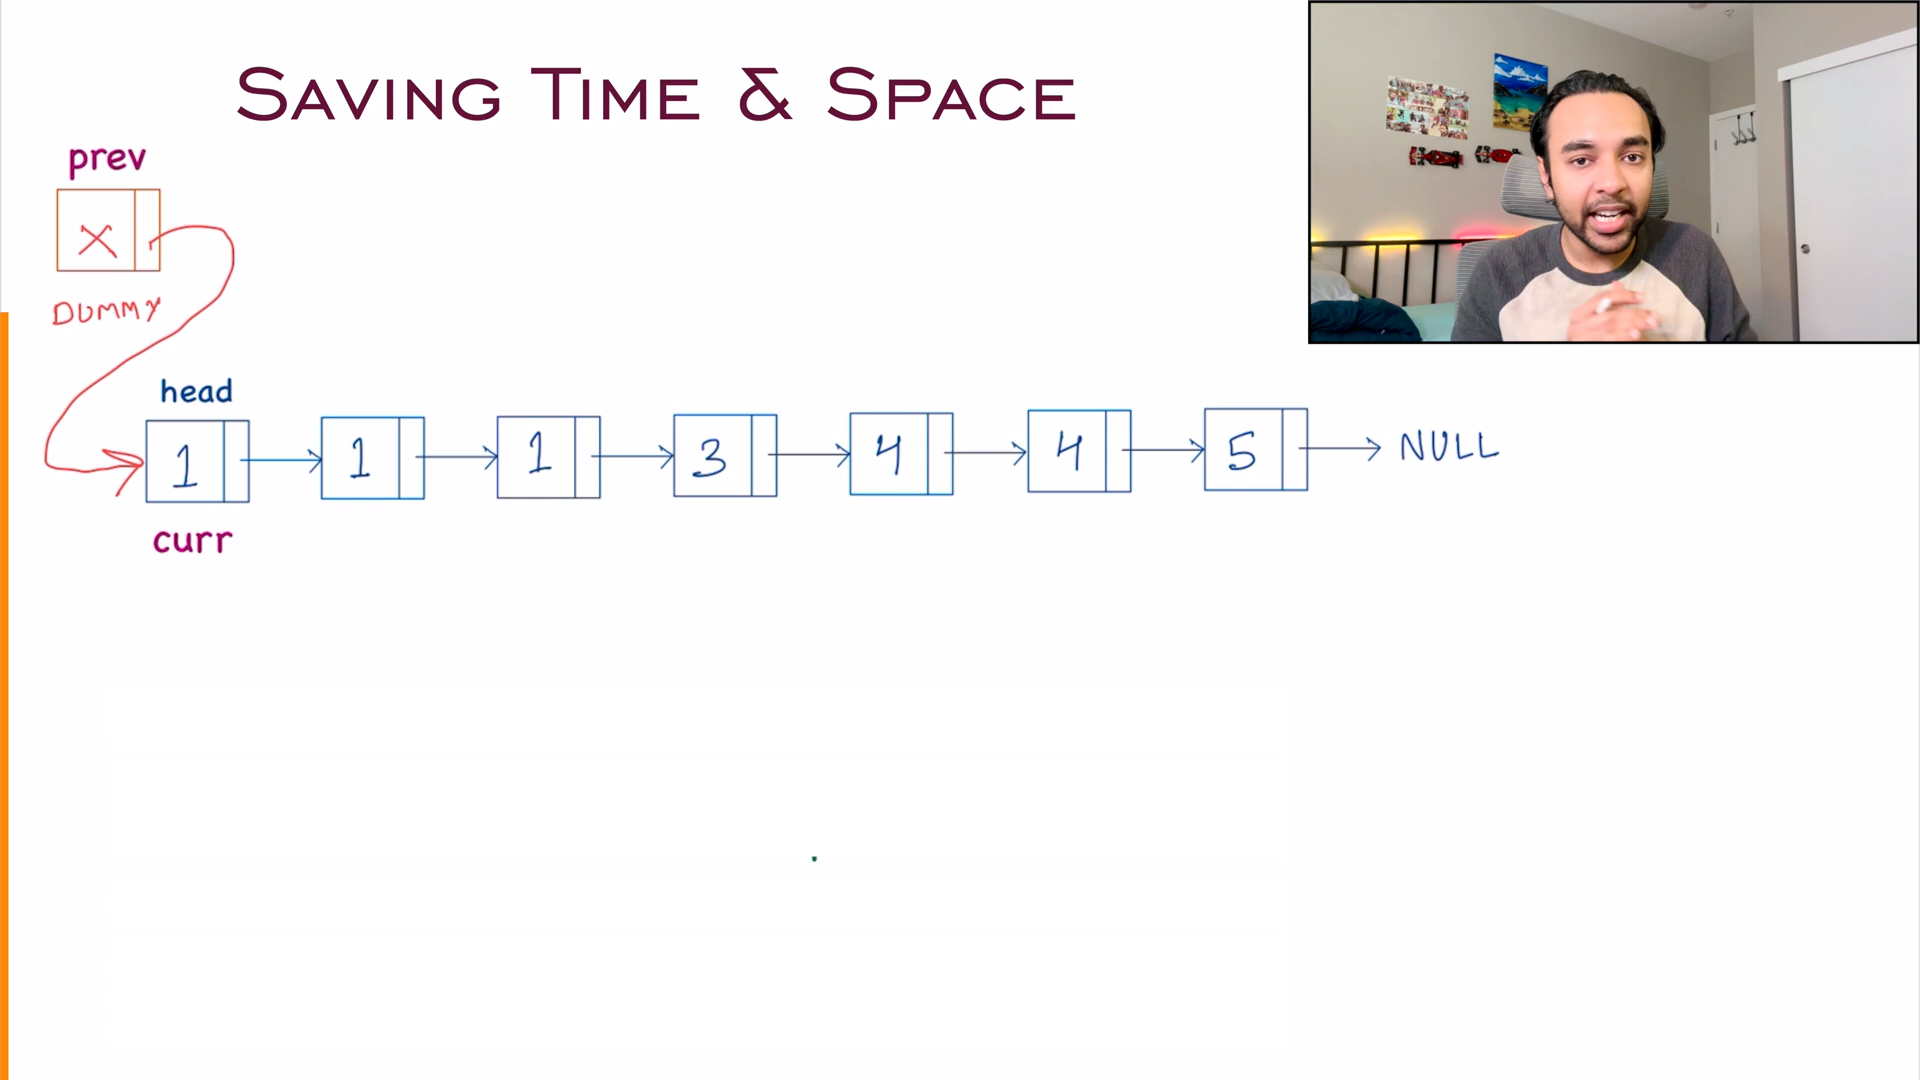 SAVING TIME & SPACE
prev
X
DUMMY
head
1 1 1 3 4 4 5 NULL
curr